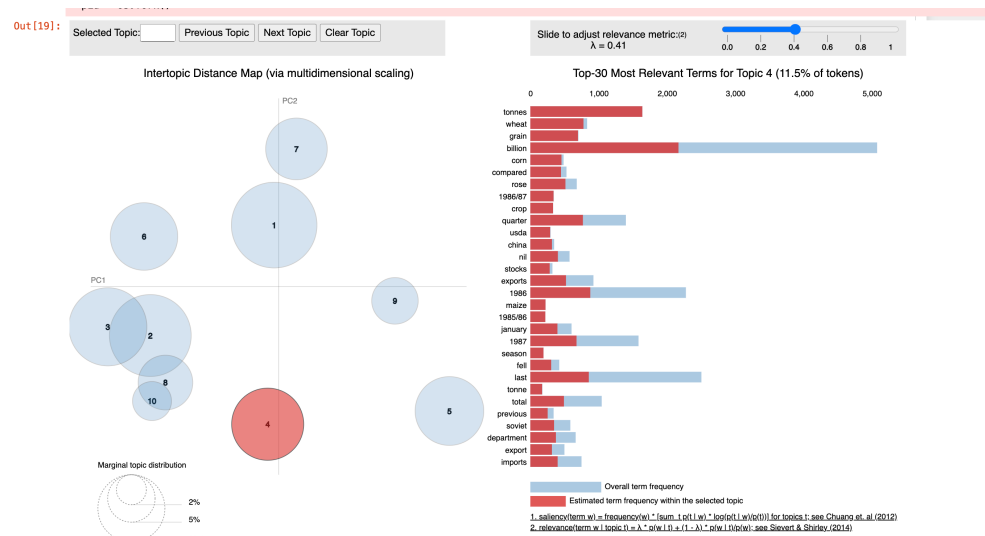 Out[19]:
Selected Topic: Previous Topic Next Topic Clear Topic
Slide to adjust relevance metric:(2)
λ = 0.41
0.0 0.2 0.4 0.6 0.8 1
Intertopic Distance Map (via multidimensional scaling)
PC2
PC1
7
1
6
9
3
2
8
10
4
5
Marginal topic distribution
2%
5%
Top-30 Most Relevant Terms for Topic 4 (11.5% of tokens)
0 1,000 2,000 3,000 4,000 5,000
tonnes
wheat
grain
billion
corn
compared
rose
1986/87
crop
quarter
usda
china
nil
stocks
exports
1986
maize
1985/86
january
1987
season
fell
last
tonne
total
previous
soviet
department
export
imports
Overall term frequency
Estimated term frequency within the selected topic
1. saliency(term w) = frequency(w) * [sum_t p(t | w) * log(p(t | w)/p(t))] for topics t; see Chuang et. al (2012)
2. relevance(term w | topic t) = λ * p(w | t) + (1 - λ) * p(w | t)/p(w); see Sievert & Shirley (2014)